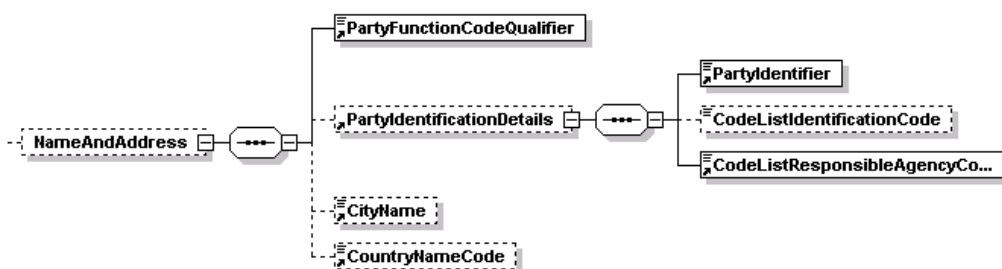 PartyFunctionCodeQualifier
PartyIdentifier
NameAndAddress
PartyIdentificationDetails
CodeListIdentificationCode
CodeListResponsibleAgencyCo...
CityName
CountryNameCode